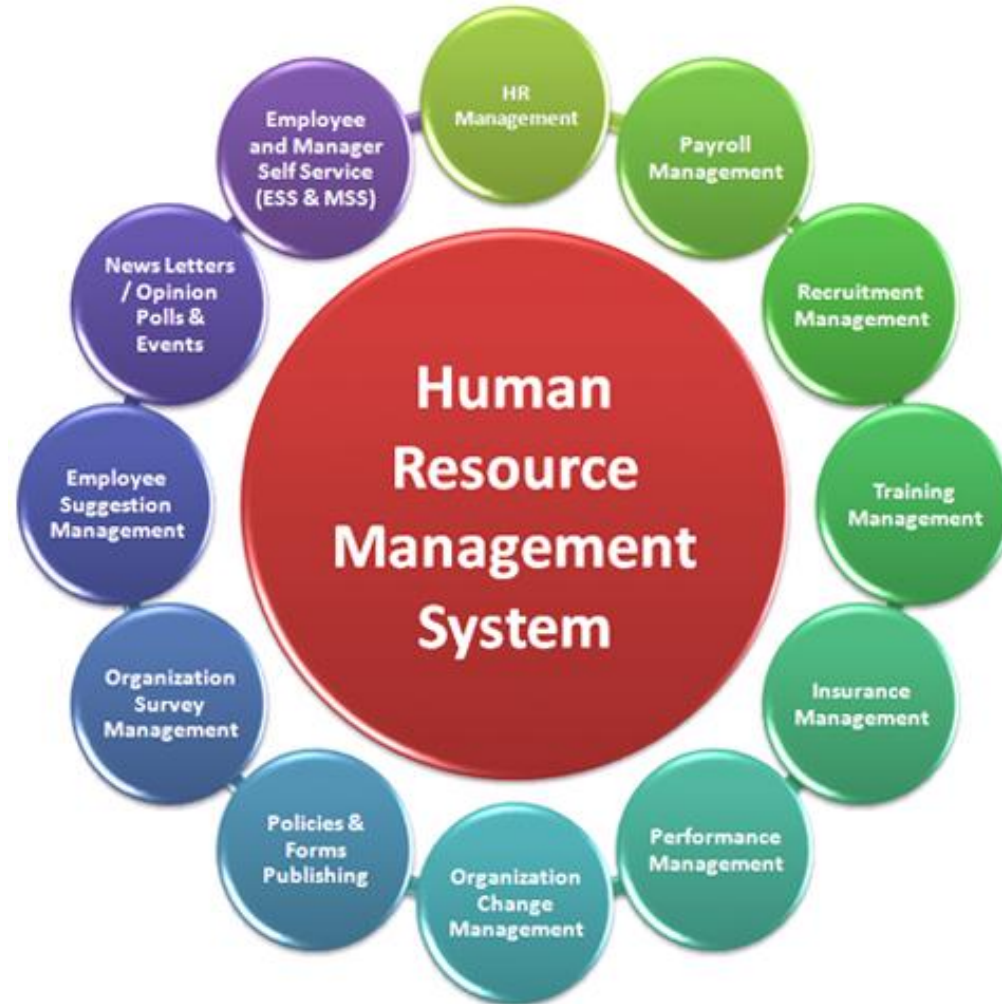 HR
Management
Payroll
Management
Recruitment
Management
Training
Management
Insurance
Management
Performance
Management
Organization
Change
Management
Policies &
Forms
Publishing
Organization
Survey
Management
Employee
Suggestion
Management
News Letters
/ Opinion
Polls &
Events
Employee
and Manager
Self Service
(ESS & MSS)
Human
Resource
Management
System